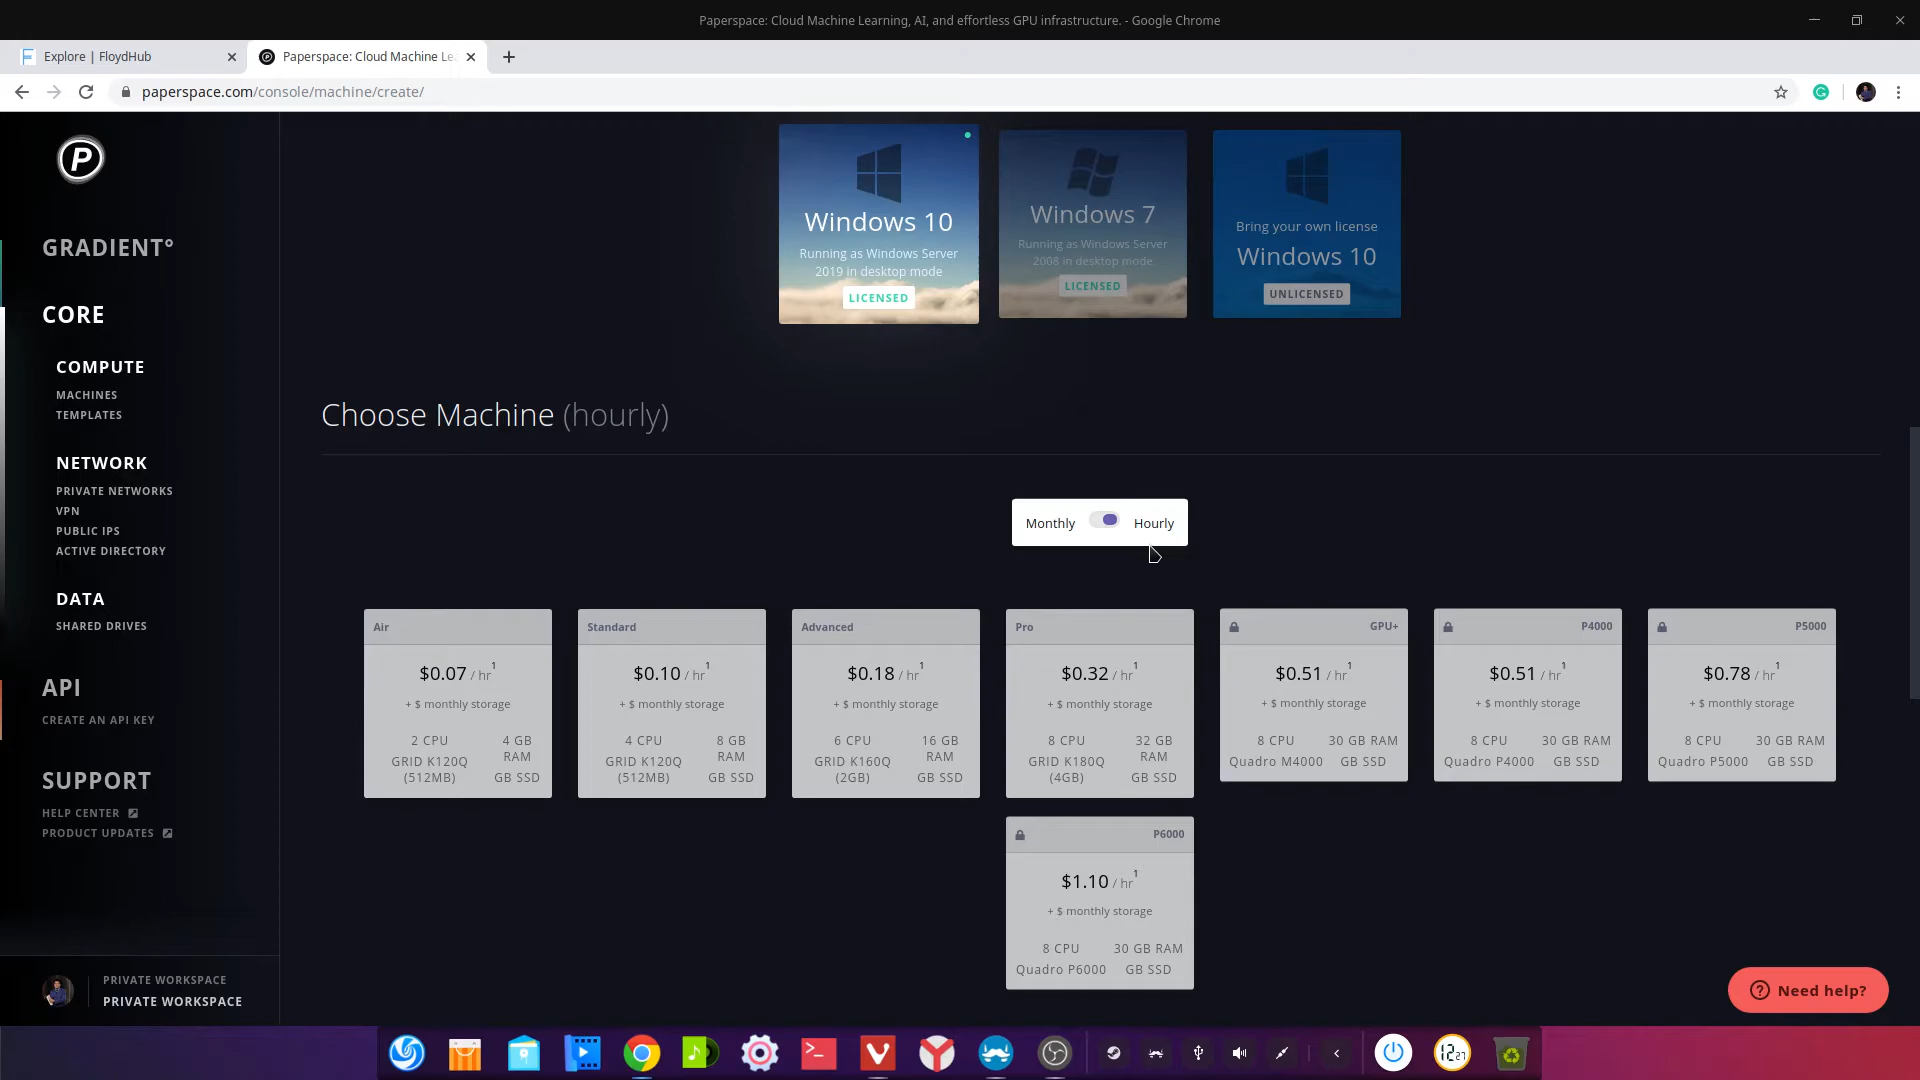 Paperspace: Cloud Machine Learning, AI, and effortless GPU infrastructure. - Google Chrome
Explore | FloydHub
Paperspace: Cloud Machine Le
paperspace.com/console/machine/create/
P
GRADIENT°
CORE
COMPUTE
MACHINES
TEMPLATES
NETWORK
PRIVATE NETWORKS
VPN
PUBLIC IPS
ACTIVE DIRECTORY
DATA
SHARED DRIVES
API
CREATE AN API KEY
SUPPORT
HELP CENTER
PRODUCT UPDATES
PRIVATE WORKSPACE
PRIVATE WORKSPACE
Windows 10
Running as Windows Server
2019 in desktop mode
LICENSED
Windows 7
Running as Windows Server
2008 in desktop mode
LICENSED
Bring your own license
Windows 10
UNLICENSED
Choose Machine (hourly)
Monthly Hourly
Air
$0.07 / hr 1
+ $ monthly storage
2 CPU
GRID K120Q
(512MB)
4 GB
RAM
GB SSD
Standard
$0.10 / hr 1
+ $ monthly storage
4 CPU
GRID K120Q
(512MB)
8 GB
RAM
GB SSD
Advanced
$0.18 / hr 1
+ $ monthly storage
6 CPU
GRID K160Q
(2GB)
16 GB
RAM
GB SSD
Pro
$0.32 / hr 1
+ $ monthly storage
8 CPU
GRID K180Q
(4GB)
32 GB
RAM
GB SSD
GPU+
$0.51 / hr 1
+ $ monthly storage
8 CPU
Quadro M4000
30 GB RAM
GB SSD
P4000
$0.51 / hr 1
+ $ monthly storage
8 CPU
Quadro P4000
30 GB RAM
GB SSD
P5000
$0.78 / hr 1
+ $ monthly storage
8 CPU
Quadro P5000
30 GB RAM
GB SSD
P6000
$1.10 / hr 1
+ $ monthly storage
8 CPU
Quadro P6000
30 GB RAM
GB SSD
Need help?
12 27